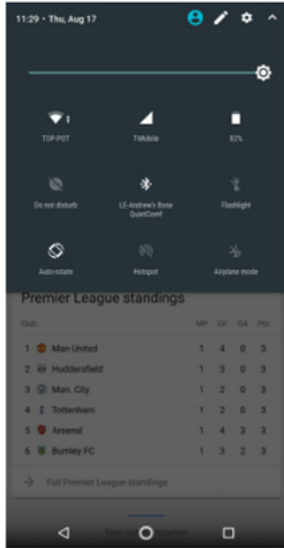 11:29 • Thu, Aug 17
TOP-POT
T-Mobile
82%
Do not disturb
LE-Andrew's Bose
QuietComf
Flashlight
Auto-rotate
Hotspot
Airplane mode
Premier League standings
Club MP GF GA Pts
1 Man United 1 4 0 3
2 Huddersfield 1 3 0 3
3 Man. City 1 2 0 3
4 Tottenham 1 2 0 3
5 Arsenal 1 4 3 3
6 Burnley FC 1 3 2 3
Full Premier League standings
Your location